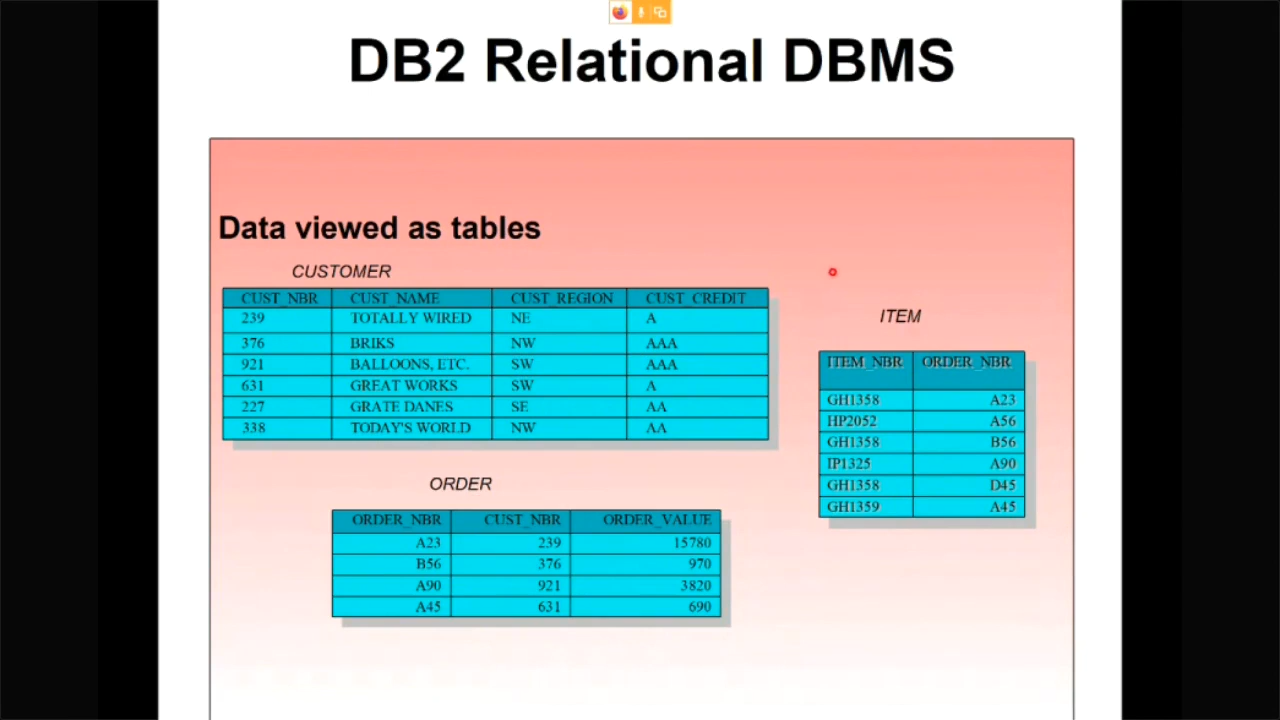 DB2 Relational DBMS
Data viewed as tables
CUSTOMER
CUST_NBR CUST_NAME CUST_REGION CUST_CREDIT
239 TOTALLY WIRED NE A
376 BRIKS NW AAA
921 BALLOONS, ETC. SW AAA
631 GREAT WORKS SW A
227 GRATE DANES SE AA
338 TODAY'S WORLD NW AA
ITEM
ITEM_NBR ORDER_NBR
GH1358 A23
HP2052 A56
GH1358 B56
IP1325 A90
GH1358 D45
GH1359 A45
ORDER
ORDER_NBR CUST_NBR ORDER_VALUE
A23 239 15780
B56 376 970
A90 921 3820
A45 631 690